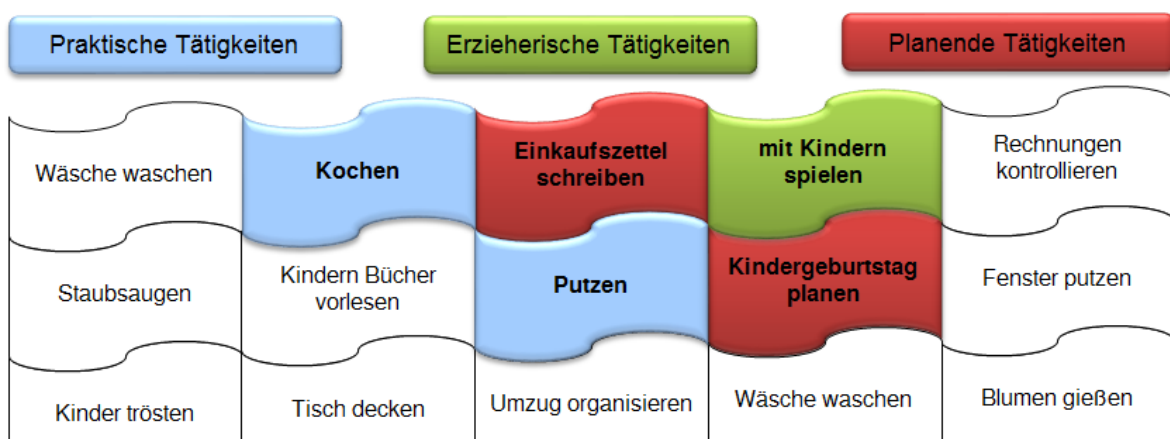 Praktische Tätigkeiten
Erzieherische Tätigkeiten
Planende Tätigkeiten
Wäsche waschen
Kochen
Einkaufszettel
schreiben
mit Kindern
spielen
Rechnungen
kontrollieren
Staubsaugen
Kindern Bücher
vorlesen
Putzen
Kindergeburtstag
planen
Fenster putzen
Kinder trösten
Tisch decken
Umzug organisieren
Wäsche waschen
Blumen gießen